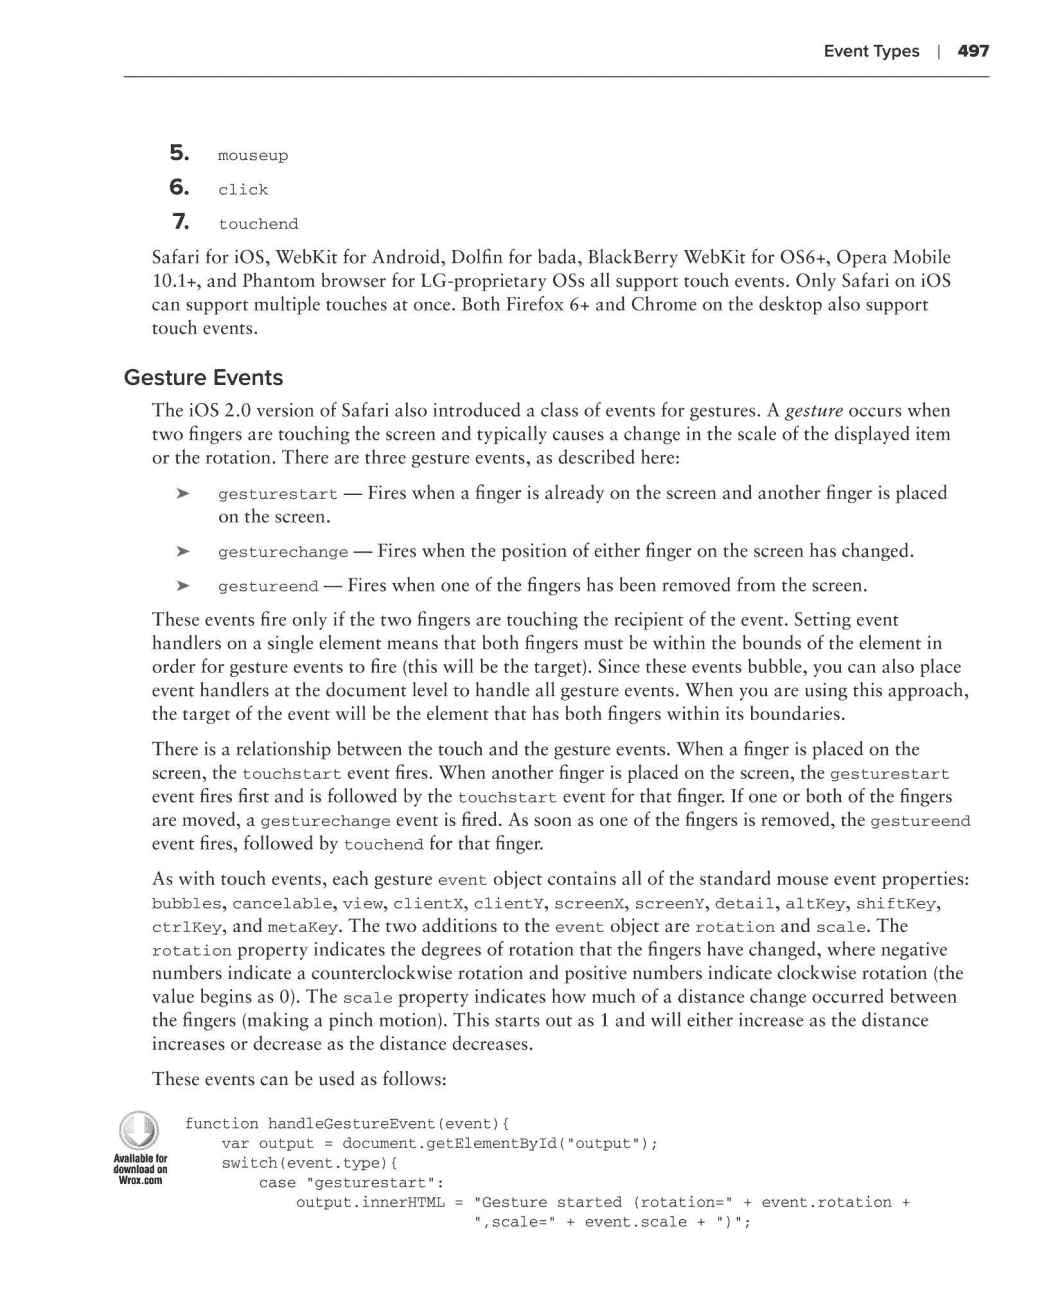 Event Types | 497
5. mouseup
6. click
7. touchend
Safari for iOS, WebKit for Android, Dolfin for bada, BlackBerry WebKit for OS6+, Opera Mobile
10.1+, and Phantom browser for LG-proprietary OSs all support touch events. Only Safari on iOS
can support multiple touches at once. Both Firefox 6+ and Chrome on the desktop also support
touch events.
Gesture Events
The iOS 2.0 version of Safari also introduced a class of events for gestures. A gesture occurs when
two fingers are touching the screen and typically causes a change in the scale of the displayed item
or the rotation. There are three gesture events, as described here:
➤ gesturestart — Fires when a finger is already on the screen and another finger is placed
on the screen.
➤ gesturechange — Fires when the position of either finger on the screen has changed.
➤ gestureend — Fires when one of the fingers has been removed from the screen.
These events fire only if the two fingers are touching the recipient of the event. Setting event
handlers on a single element means that both fingers must be within the bounds of the element in
order for gesture events to fire (this will be the target). Since these events bubble, you can also place
event handlers at the document level to handle all gesture events. When you are using this approach,
the target of the event will be the element that has both fingers within its boundaries.
There is a relationship between the touch and the gesture events. When a finger is placed on the
screen, the touchstart event fires. When another finger is placed on the screen, the gesturestart
event fires first and is followed by the touchstart event for that finger. If one or both of the fingers
are moved, a gesturechange event is fired. As soon as one of the fingers is removed, the gestureend
event fires, followed by touchend for that finger.
As with touch events, each gesture event object contains all of the standard mouse event properties:
bubbles, cancelable, view, clientX, clientY, screenX, screenY, detail, altKey, shiftKey,
ctrlKey, and metaKey. The two additions to the event object are rotation and scale. The
rotation property indicates the degrees of rotation that the fingers have changed, where negative
numbers indicate a counterclockwise rotation and positive numbers indicate clockwise rotation (the
value begins as 0). The scale property indicates how much of a distance change occurred between
the fingers (making a pinch motion). This starts out as 1 and will either increase as the distance
increases or decrease as the distance decreases.
These events can be used as follows:
Available for
download on
Wrox.com
function handleGestureEvent(event){
var output = document.getElementById("output");
switch(event.type){
case "gesturestart":
output.innerHTML = "Gesture started (rotation=" + event.rotation +
",scale=" + event.scale + ")";